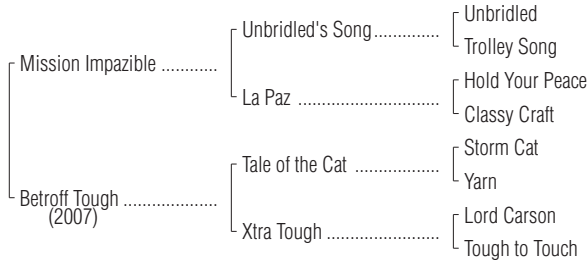 Unbridled
Unbridled's Song..............
Trolley Song
Mission Impazible ............
Hold Your Peace
La Paz ..............................
Classy Craft
Storm Cat
Tale of the Cat ..................
Yarn
Betroff Tough ....................
(2007)
Lord Carson
Xtra Tough ........................
Tough to Touch